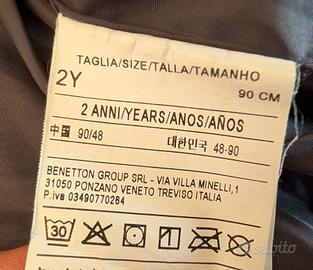 TAGLIA/SIZE/TALLA/TAMANHO
2Y
90 CM
2 ANNI/YEARS/ANOS/AÑOS
中国 90/48 대한민국 48-90
BENETTON GROUP SRL - VIA VILLA MINELLI,1
31050 PONZANO VENETO TREVISO ITALIA
P.iva 03490770264
30
subito